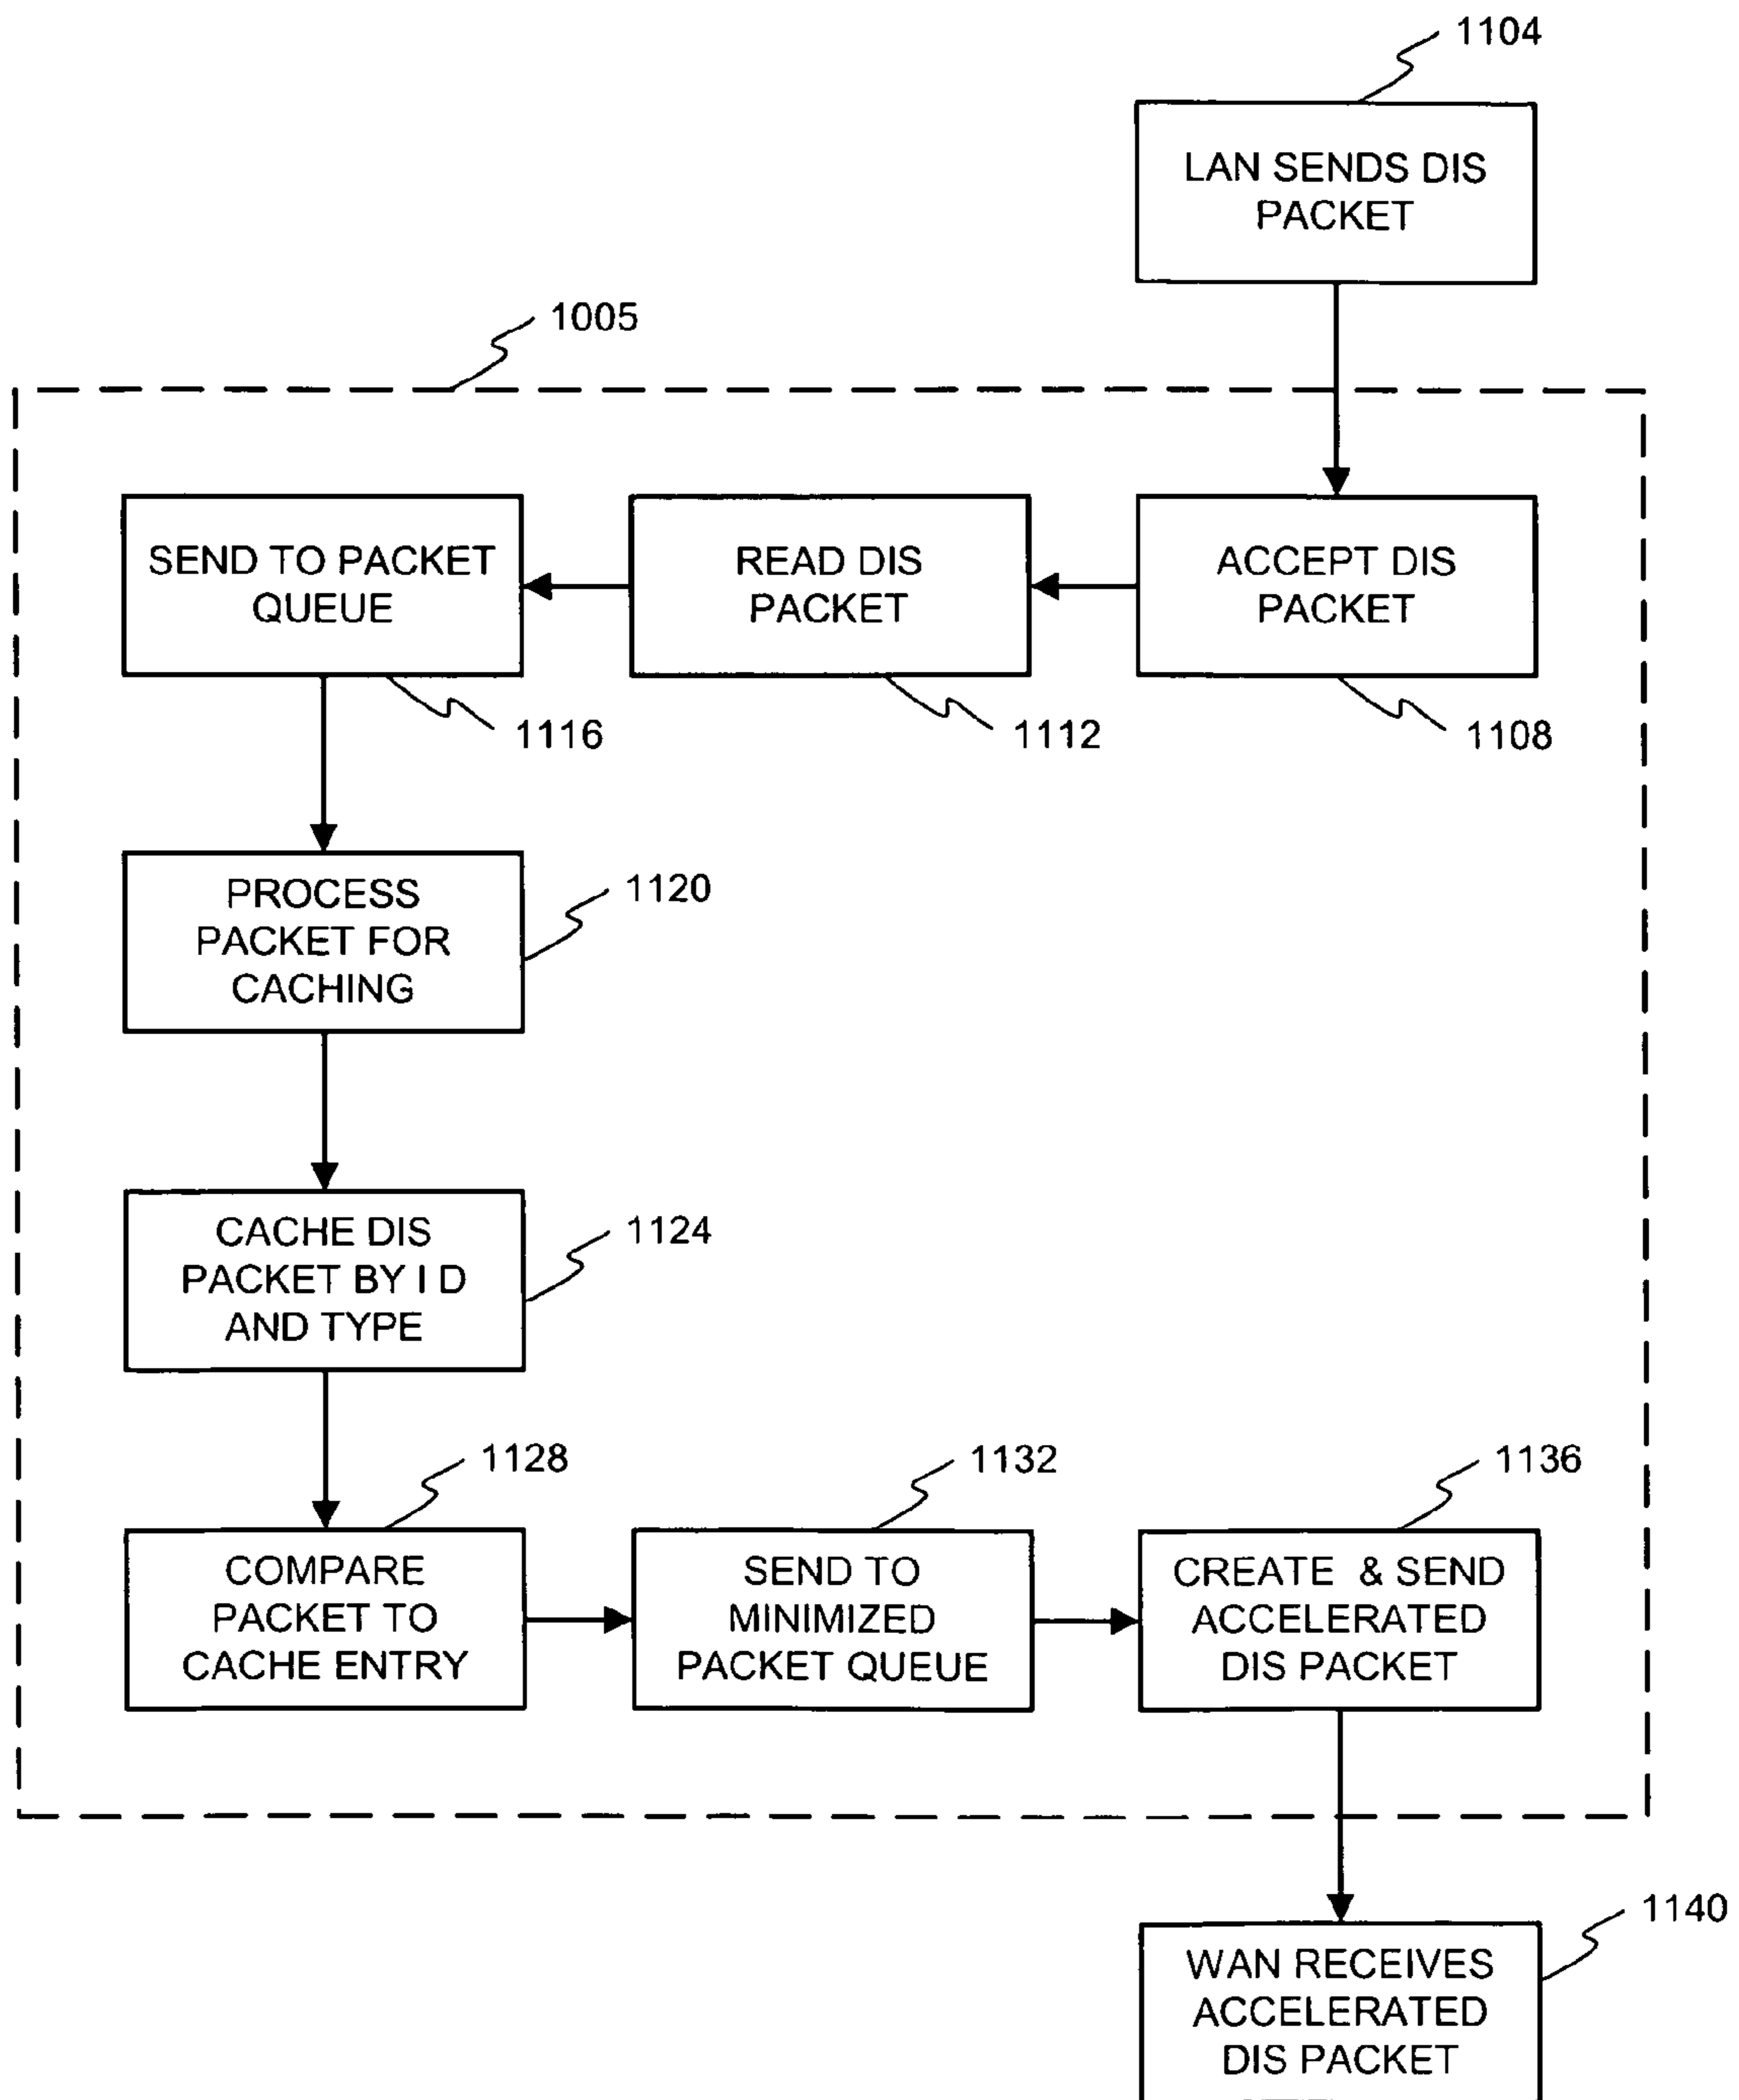 1104
LAN SENDS DIS
PACKET
1005
SEND TO PACKET
QUEUE
READ DIS
PACKET
ACCEPT DIS
PACKET
1116
1112
1108
PROCESS
PACKET FOR
CACHING
1120
CACHE DIS
PACKET BY I D
AND TYPE
1124
1128
1132
1136
COMPARE
PACKET TO
CACHE ENTRY
SEND TO
MINIMIZED
PACKET QUEUE
CREATE & SEND
ACCELERATED
DIS PACKET
1140
WAN RECEIVES
ACCELERATED
DIS PACKET